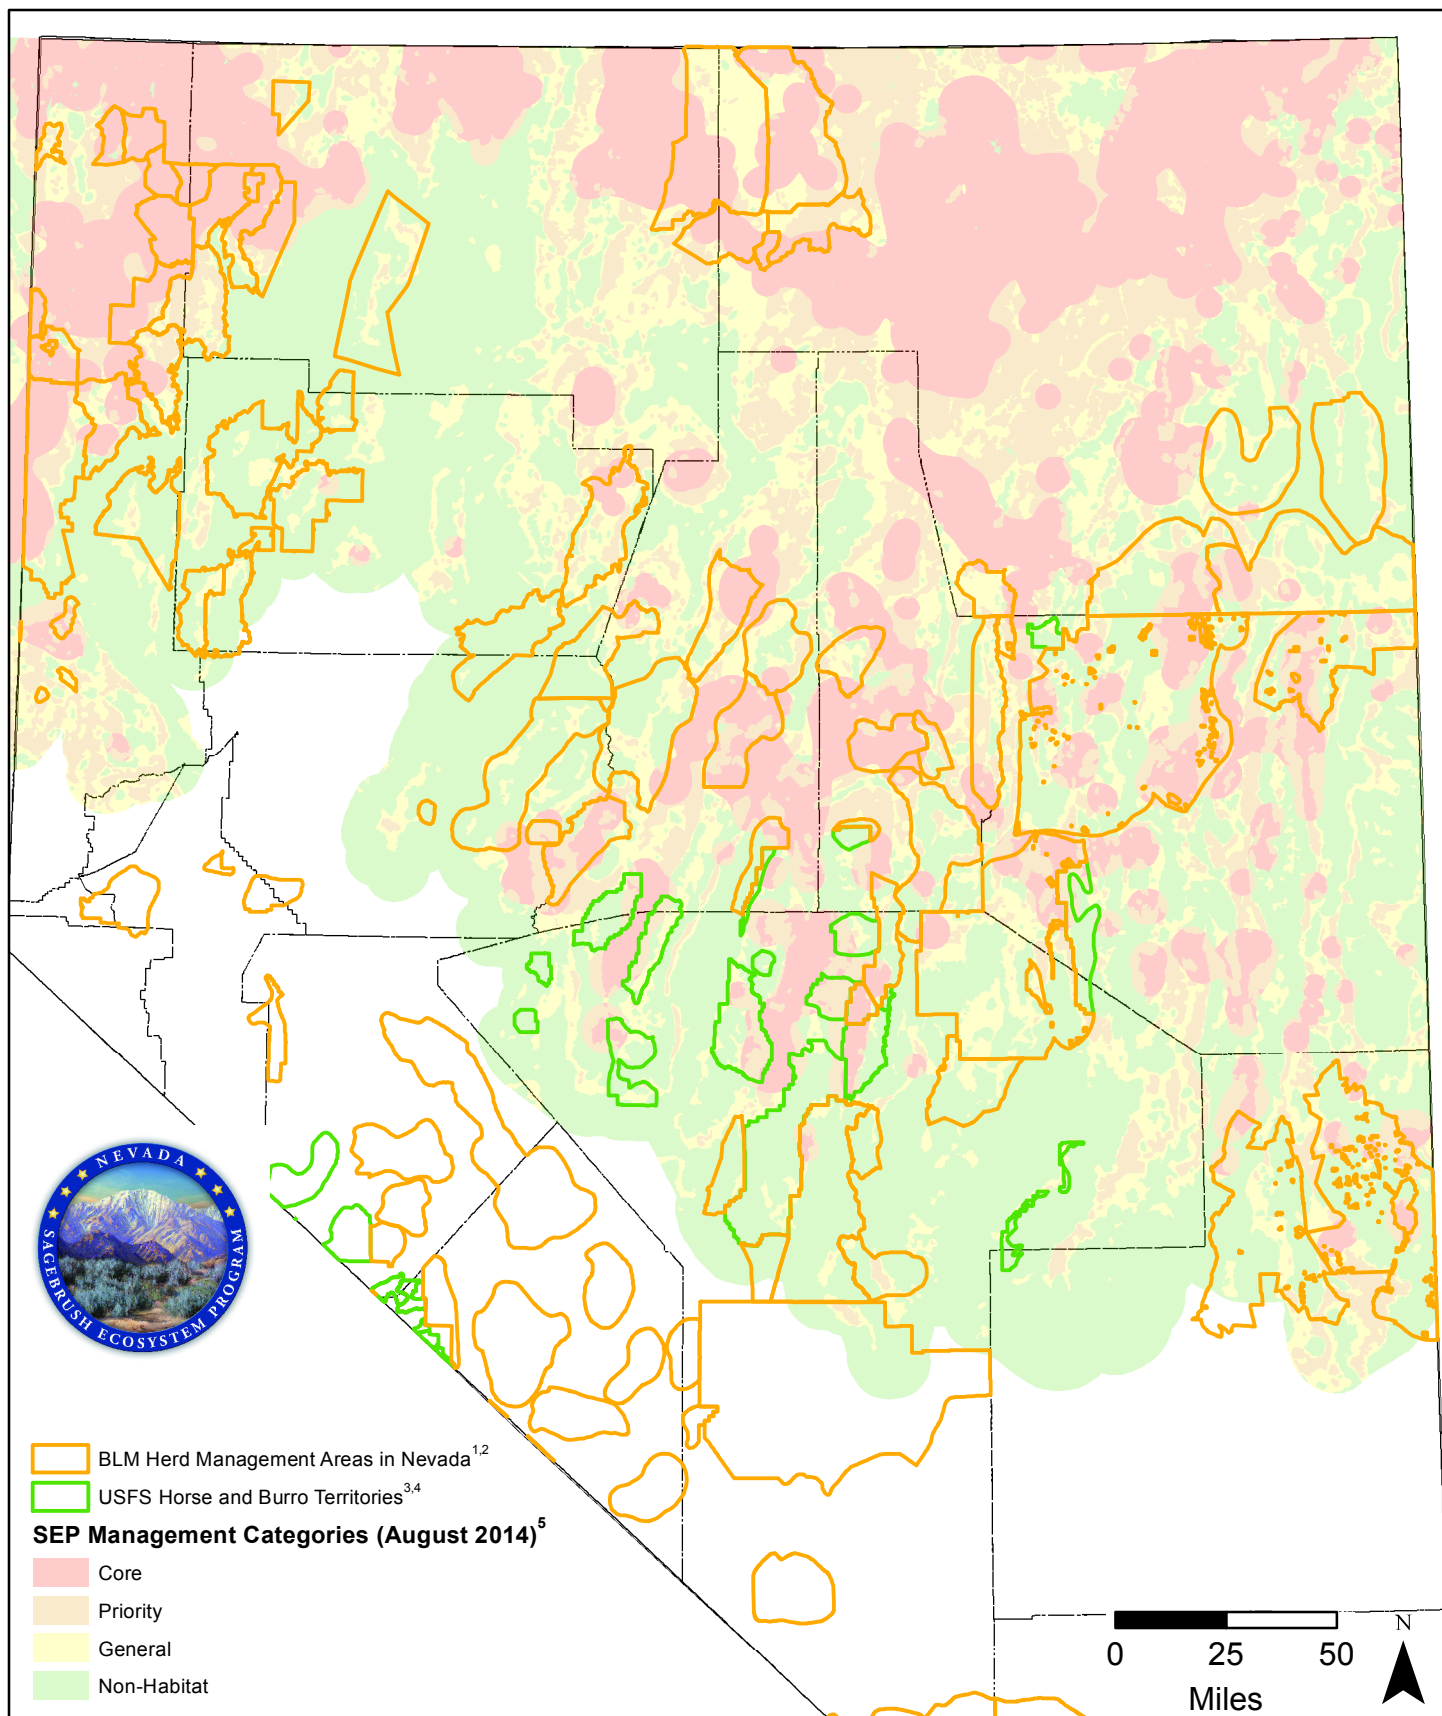 NEVADA
SAGEBRUSH ECOSYSTEM PROGRAM
BLM Herd Management Areas in Nevada1,2
USFS Horse and Burro Territories3,4
SEP Management Categories (August 2014)5
Core
Priority
General
Non-Habitat
0 25 50
Miles
N